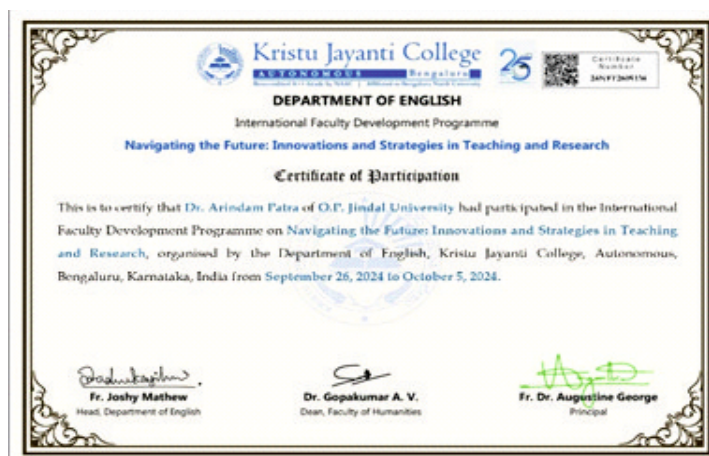 Kristu Jayanti College
AUTONOMOUS Bengaluru
25
Certificate
Number
DEPARTMENT OF ENGLISH
International Faculty Development Programme
Navigating the Future: Innovations and Strategies in Teaching and Research
Certificate of Participation
This is to certify that Dr. Arindam Patra of O.P. Jindal University had participated in the International
Faculty Development Programme on Navigating the Future: Innovations and Strategies in Teaching
and Research, organised by the Department of English, Kristu Jayanti College, Autonomous,
Bengaluru, Karnataka, India from September 26, 2024 to October 5, 2024.
Fr. Joshy Mathew
Head, Department of English
Dr. Gopakumar A. V.
Dean, Faculty of Humanities
Fr. Dr. Augustine George
Principal